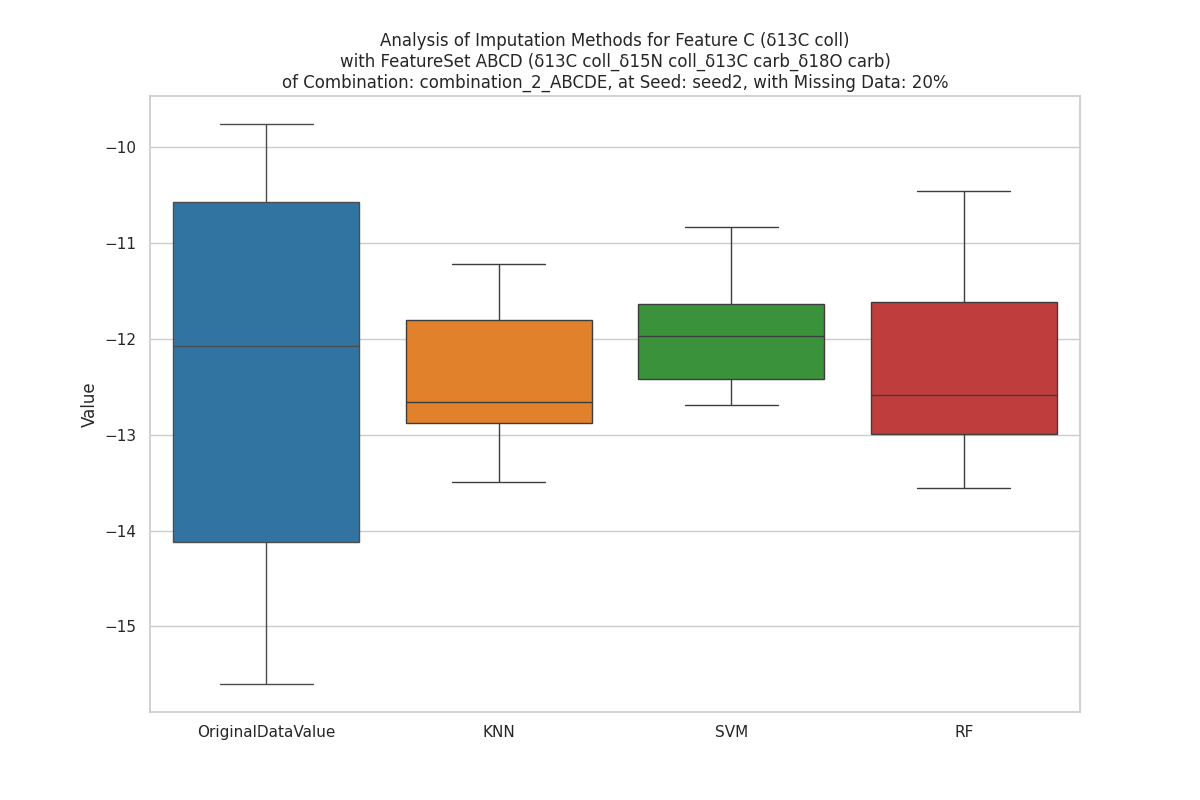 Analysis of Imputation Methods for Feature C (δ13C coll)
with FeatureSet ABCD (δ13C coll_δ15N coll_δ13C carb_δ18O carb)
of Combination: combination_2_ABCDE, at Seed: seed2, with Missing Data: 20%
−10
−11
−12
−13
−14
−15
Value
OriginalDataValue
KNN
SVM
RF